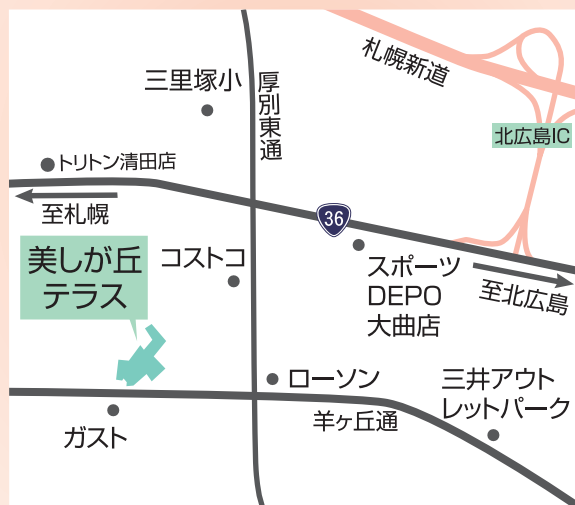 札幌新道
三里塚小
厚別東通
北広島IC
トリトン清田店
至札幌
36
美しが丘
テラス
コストコ
スポーツ
DEPO
大曲店
至北広島
ローソン
三井アウト
レットパーク
羊ヶ丘通
ガスト